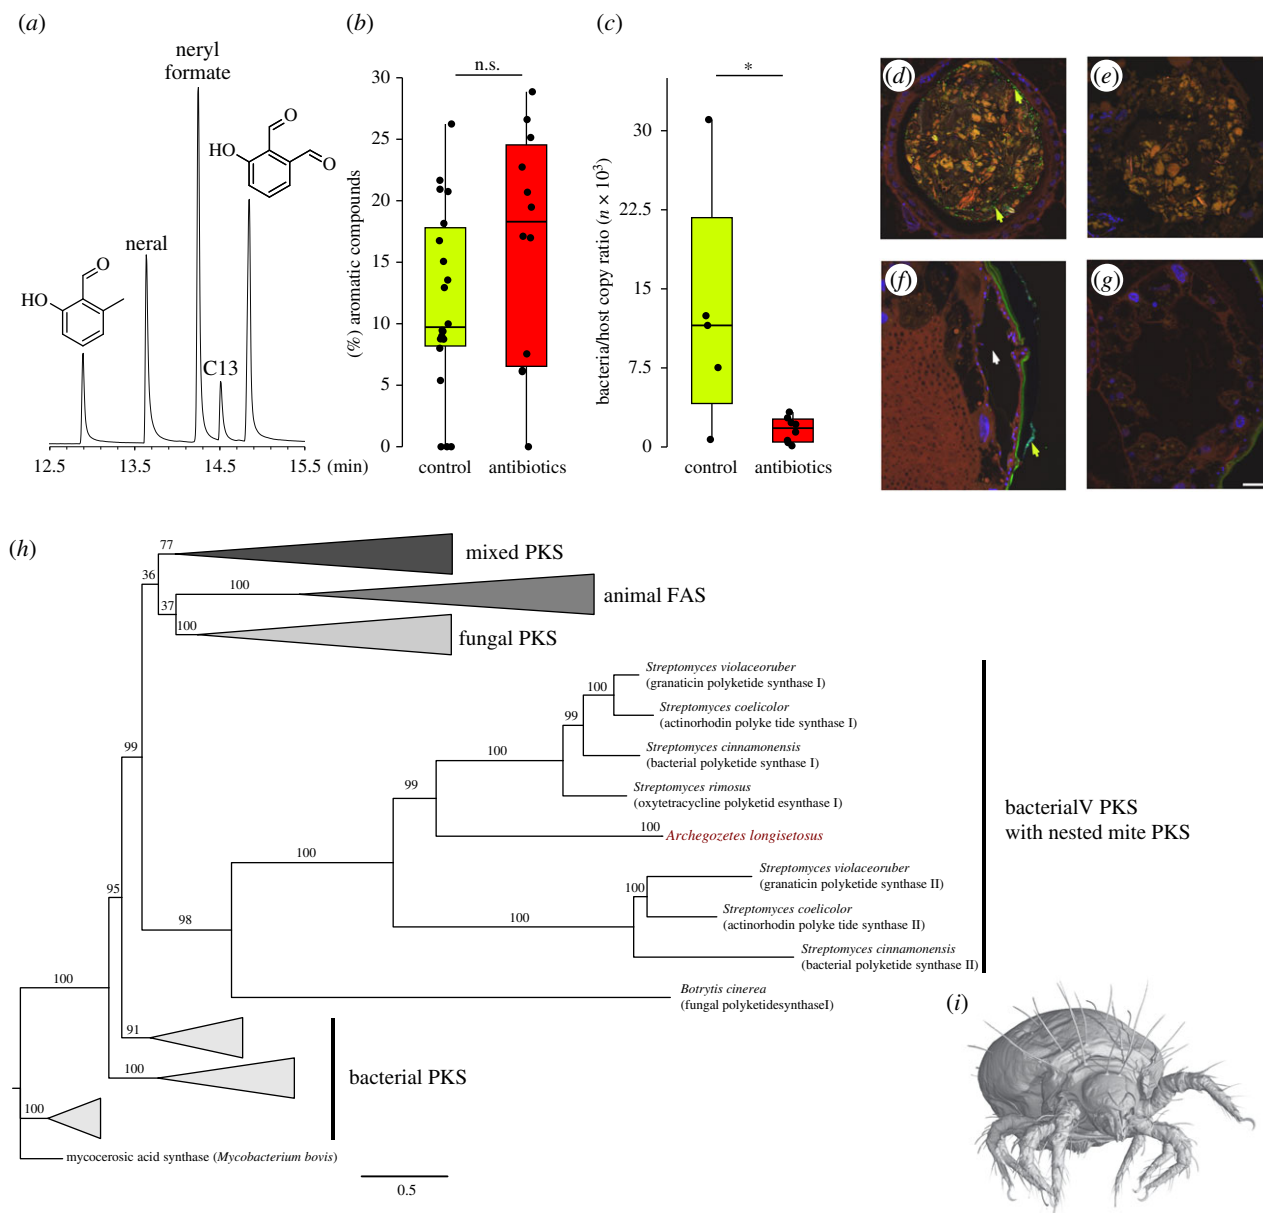 (a)
neryl
formate
HO
O
O
neral
O
HO
C13
12.5 13.5 14.5 15.5 (min)
(b)
n.s.
(%) aromatic compounds
30
25
20
15
10
5
0
control antibiotics
(c)
*
bacteria/host copy ratio (n × 10³)
30
22.5
15
7.5
0
control antibiotics
(d)
(e)
(f)
(g)
(h)
77
mixed PKS
36
100
animal FAS
37
100
fungal PKS
Streptomyces violaceoruber
(granaticin polyketide synthase I)
100
Streptomyces coelicolor
(actinorhodin polyke tide synthase I)
99
Streptomyces cinnamonensis
(bacterial polyketide synthase I)
100
99
Streptomyces rimosus
(oxytetracycline polyketid esynthase I)
99
100
Archegozetes longisetosus
bacterialV PKS
with nested mite PKS
100
Streptomyces violaceoruber
(granaticin polyketide synthase II)
100
95
Streptomyces coelicolor
(actinorhodin polyke tide synthase II)
98
100
Streptomyces cinnamonensis
(bacterial polyketide synthase II)
100
Botrytis cinerea
(fungal polyketidesynthaseI)
91
100
bacterial PKS
100
mycocerosic acid synthase (Mycobacterium bovis)
0.5
(i)